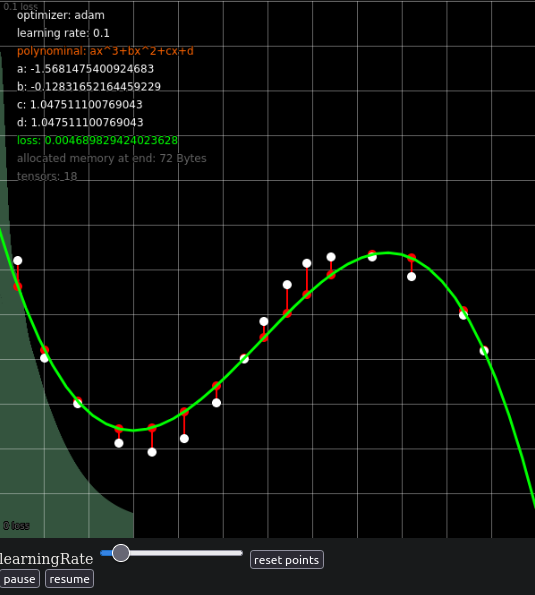 0.1 loss
optimizer: adam
learning rate: 0.1
polynominal: ax^3+bx^2+cx+d
a: -1.5681475400924683
b: -0.12831652164459229
c: 1.047511100769043
d: 1.047511100769043
loss: 0.004689829424023628
allocated memory at end: 72 Bytes
tensors: 18
0 loss
learningRate
reset points
pause resume